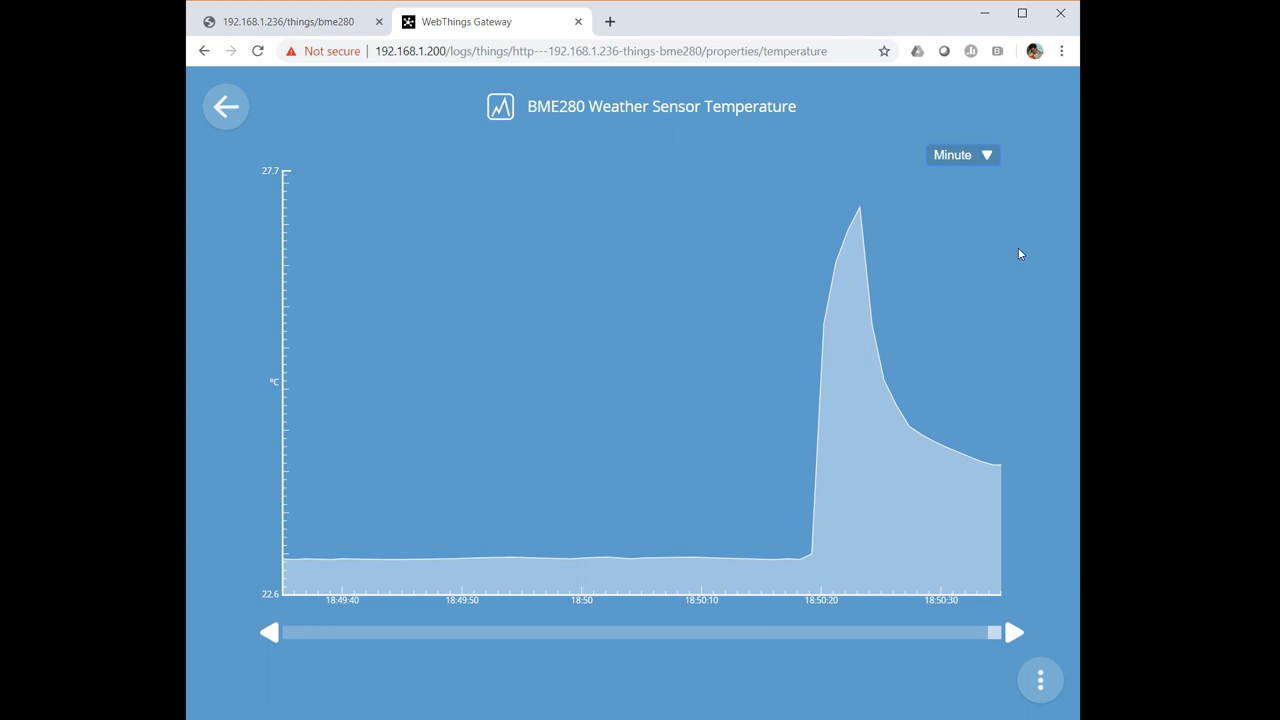 192.168.1.236/things/bme280
WebThings Gateway
Not secure
192.168.1.200/logs/things/http---192.168.1.236-things-bme280/properties/temperature
BME280 Weather Sensor Temperature
Minute
27.7
°C
22.6
18:49:40 18:49:50 18:50 18:50:10 18:50:20 18:50:30